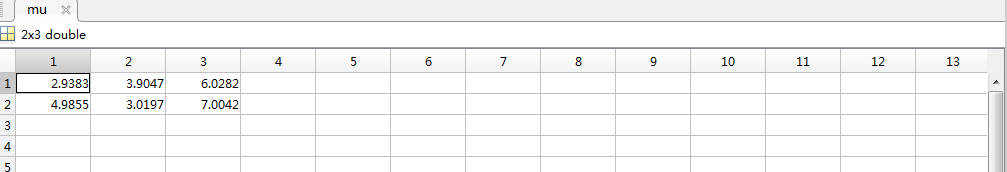 mu
2x3 double
1 2 3 4 5 6 7 8 9 10 11 12 13
1 2.9383 3.9047 6.0282
2 4.9855 3.0197 7.0042
3
4
5